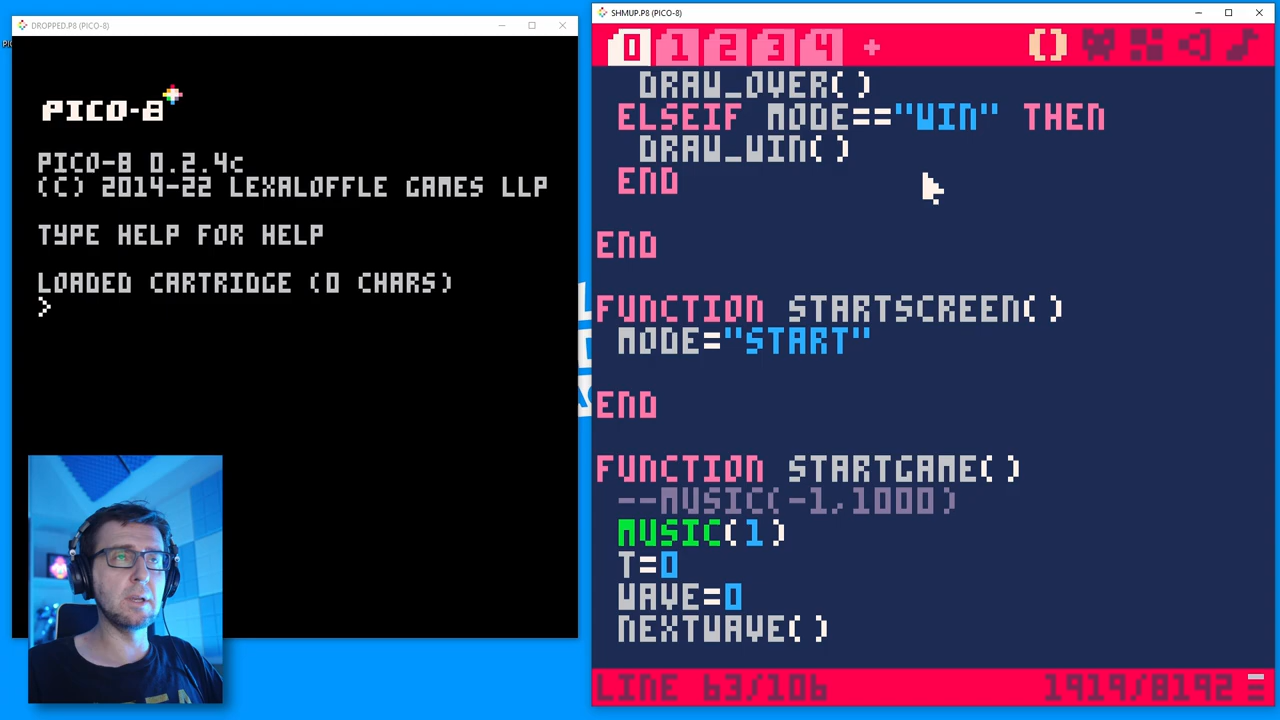 DROPPED.P8 (PICO-8)
PICO-8
PICO-8 0.2.4c
(C) 2014-22 LEXALOFFLE GAMES LLP
TYPE HELP FOR HELP
LOADED CARTRIDGE (0 CHARS)
>
SHMUP.P8 (PICO-8)
0 1 2 3 4 +
DRAW_OVER()
ELSEIF MODE=="WIN" THEN
DRAW_WIN()
END
END
FUNCTION STARTSCREEN()
MODE="START"
END
FUNCTION STARTGAME()
--MUSIC(-1,1000)
MUSIC(1)
T=0
WAVE=0
NEXTWAVE()
LINE 63/106
1919/8192